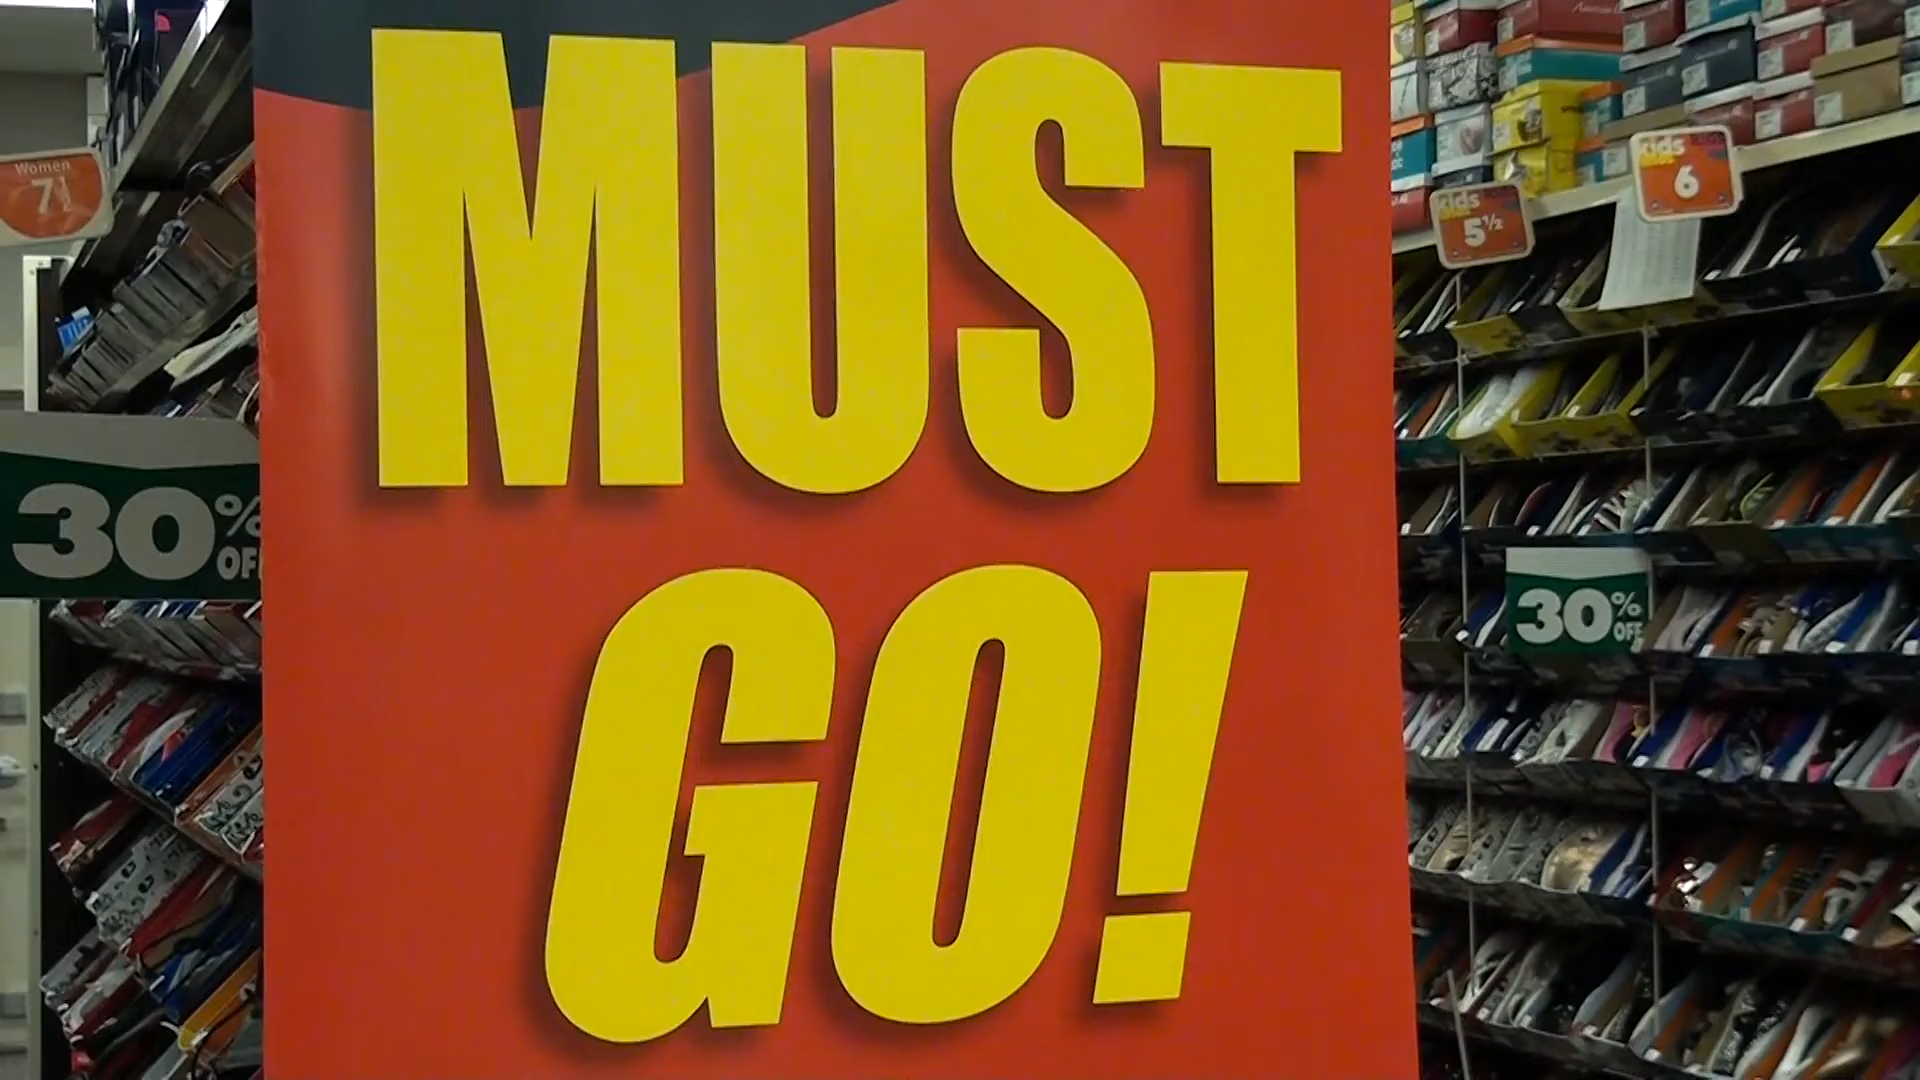 MUST
GO!
Women
7½
30%
OFF
kids
5½
kids
6
30%
OFF